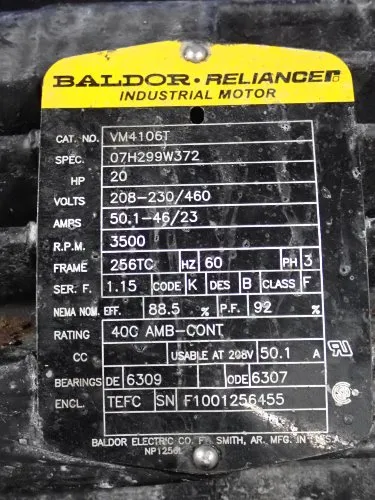 BALDOR • RELIANCER
INDUSTRIAL MOTOR
CAT. NO. VM4106T
SPEC. 07H299W372
HP 20
VOLTS 208-230/460
AMPS 50.1-46/23
R.P.M. 3500
FRAME 256TC HZ 60 PH 3
SER. F. 1.15 CODE K DES B CLASS F
NEMA NOM. EFF. 88.5 % P.F. 92 %
RATING 40C AMB-CONT
CC USABLE AT 208V 50.1 A
BEARINGS DE 6309 ODE 6307
ENCL. TEFC SN F1001256455
BALDOR ELECTRIC CO. FT. SMITH, AR. MFG. IN U.S.A.
NP1256L